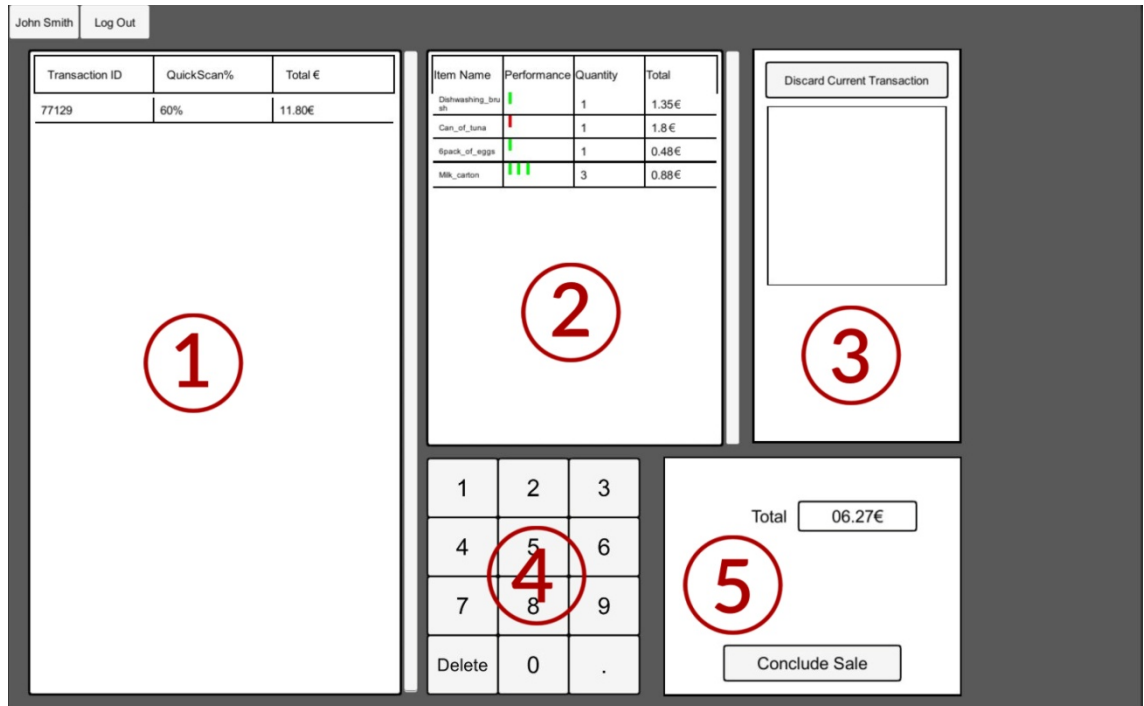 John Smith Log Out
Transaction ID QuickScan% Total €
77129 60% 11.80€
1
Item Name Performance Quantity Total
Dishwashing_bru
sh 1 1.35€
Can_of_tuna 1 1.8€
6pack_of_eggs 1 0.48€
Milk_carton 3 0.88€
2
Discard Current Transaction
3
1 2 3
4 5 6
4
7 8 9
Delete 0 .
Total 06.27€
5
Conclude Sale